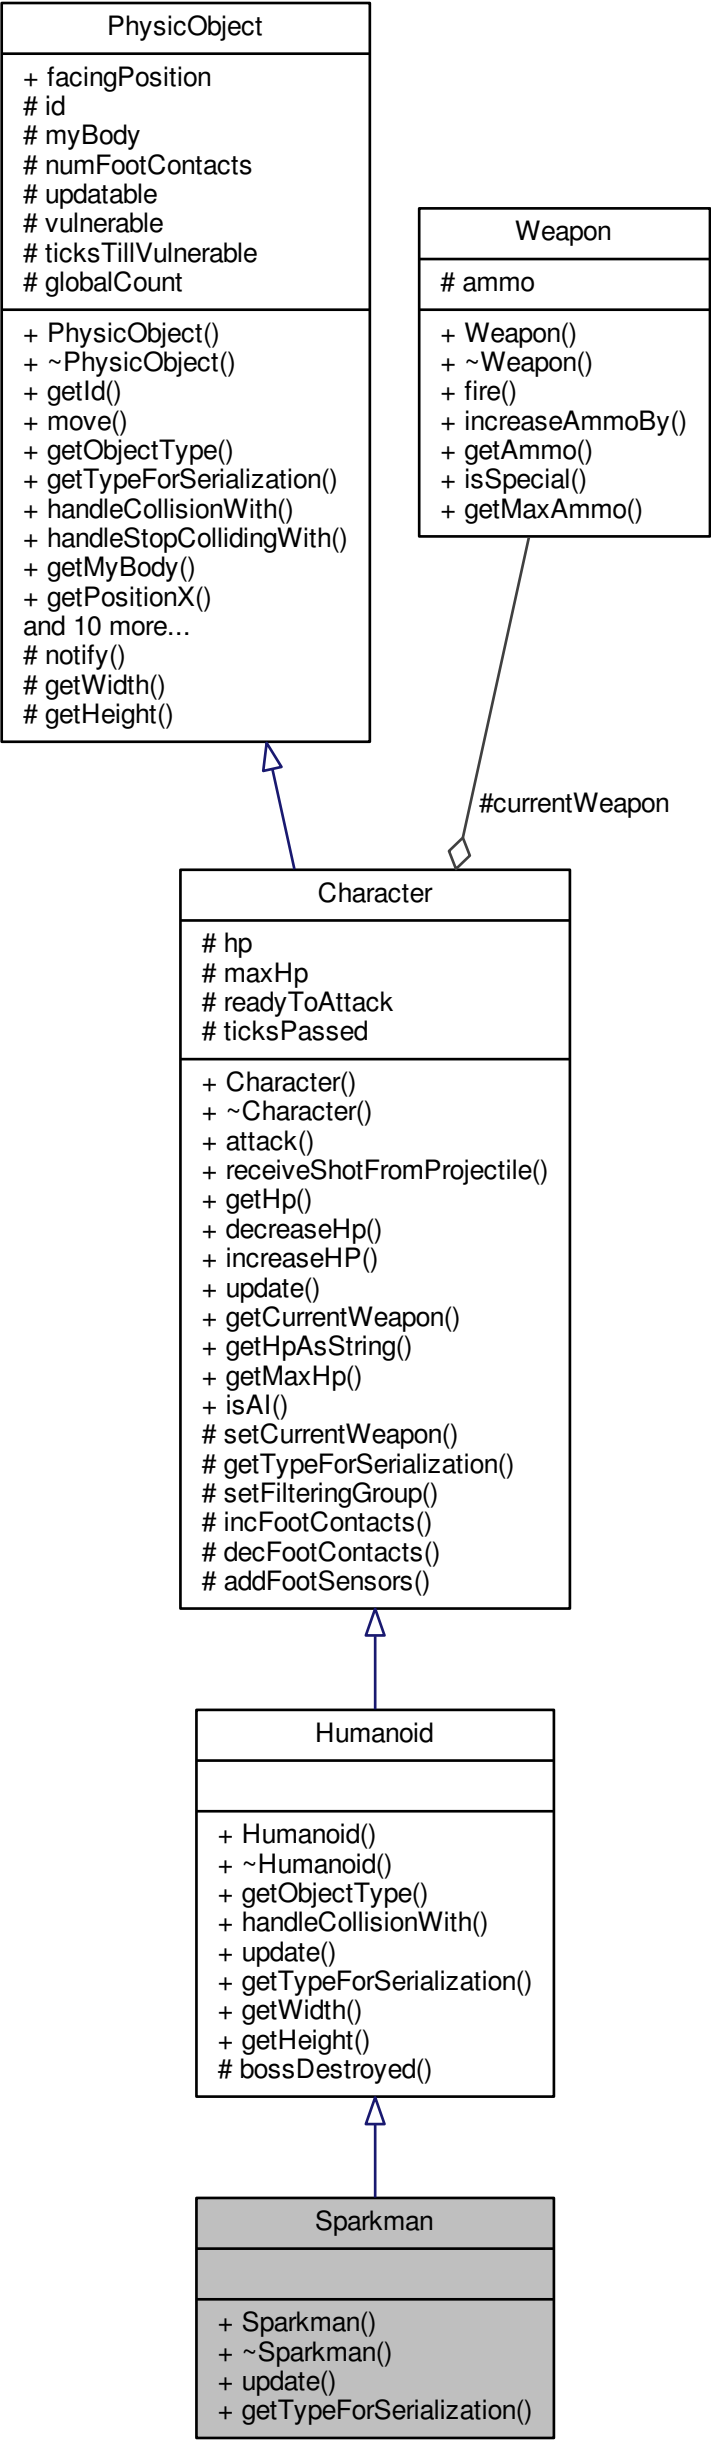 PhysicObject
+ facingPosition
# id
# myBody
# numFootContacts
# updatable
# vulnerable
# ticksTillVulnerable
# globalCount
+ PhysicObject()
+ ~PhysicObject()
+ getId()
+ move()
+ getObjectType()
+ getTypeForSerialization()
+ handleCollisionWith()
+ handleStopCollidingWith()
+ getMyBody()
+ getPositionX()
and 10 more...
# notify()
# getWidth()
# getHeight()
Weapon
# ammo
+ Weapon()
+ ~Weapon()
+ fire()
+ increaseAmmoBy()
+ getAmmo()
+ isSpecial()
+ getMaxAmmo()
#currentWeapon
Character
# hp
# maxHp
# readyToAttack
# ticksPassed
+ Character()
+ ~Character()
+ attack()
+ receiveShotFromProjectile()
+ getHp()
+ decreaseHp()
+ increaseHP()
+ update()
+ getCurrentWeapon()
+ getHpAsString()
+ getMaxHp()
+ isAI()
# setCurrentWeapon()
# getTypeForSerialization()
# setFilteringGroup()
# incFootContacts()
# decFootContacts()
# addFootSensors()
Humanoid
+ Humanoid()
+ ~Humanoid()
+ getObjectType()
+ handleCollisionWith()
+ update()
+ getTypeForSerialization()
+ getWidth()
+ getHeight()
# bossDestroyed()
Sparkman
+ Sparkman()
+ ~Sparkman()
+ update()
+ getTypeForSerialization()